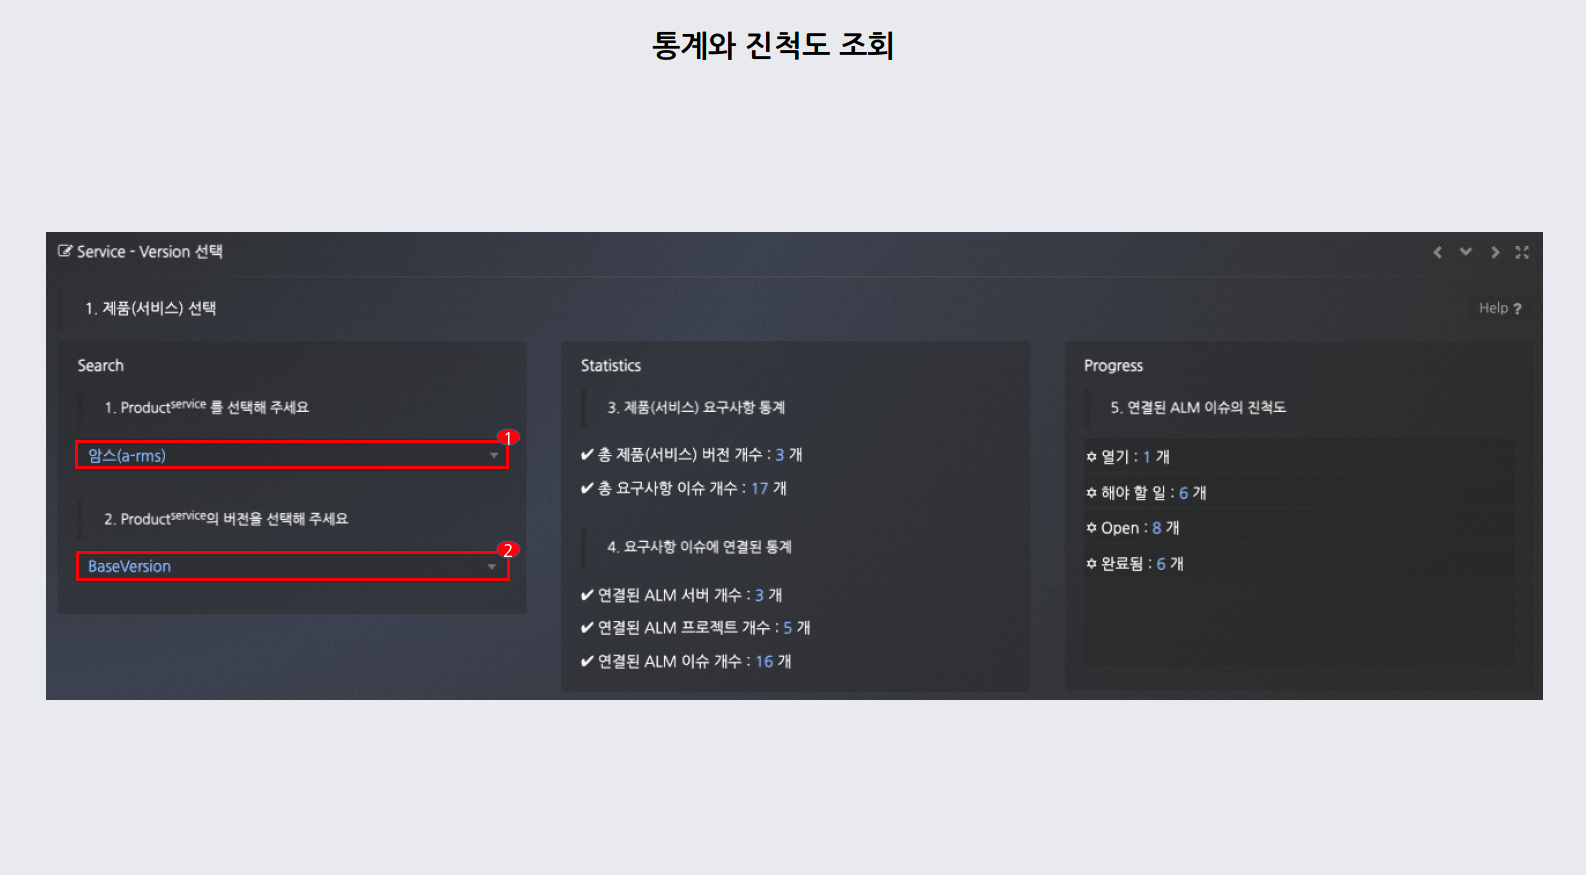 통계와 진척도 조회
Service - Version 선택
1. 제품(서비스) 선택
Help ?
Search
1. Productservice 를 선택해 주세요
1
암스(a-rms)
2. Productservice의 버전을 선택해 주세요
2
BaseVersion
Statistics
3. 제품(서비스) 요구사항 통계
✔ 총 제품(서비스) 버전 개수 : 3 개
✔ 총 요구사항 이슈 개수 : 17 개
4. 요구사항 이슈에 연결된 통계
✔ 연결된 ALM 서버 개수 : 3 개
✔ 연결된 ALM 프로젝트 개수 : 5 개
✔ 연결된 ALM 이슈 개수 : 16 개
Progress
5. 연결된 ALM 이슈의 진척도
✡ 열기 : 1 개
✡ 해야 할 일 : 6 개
✡ Open : 8 개
✡ 완료됨 : 6 개